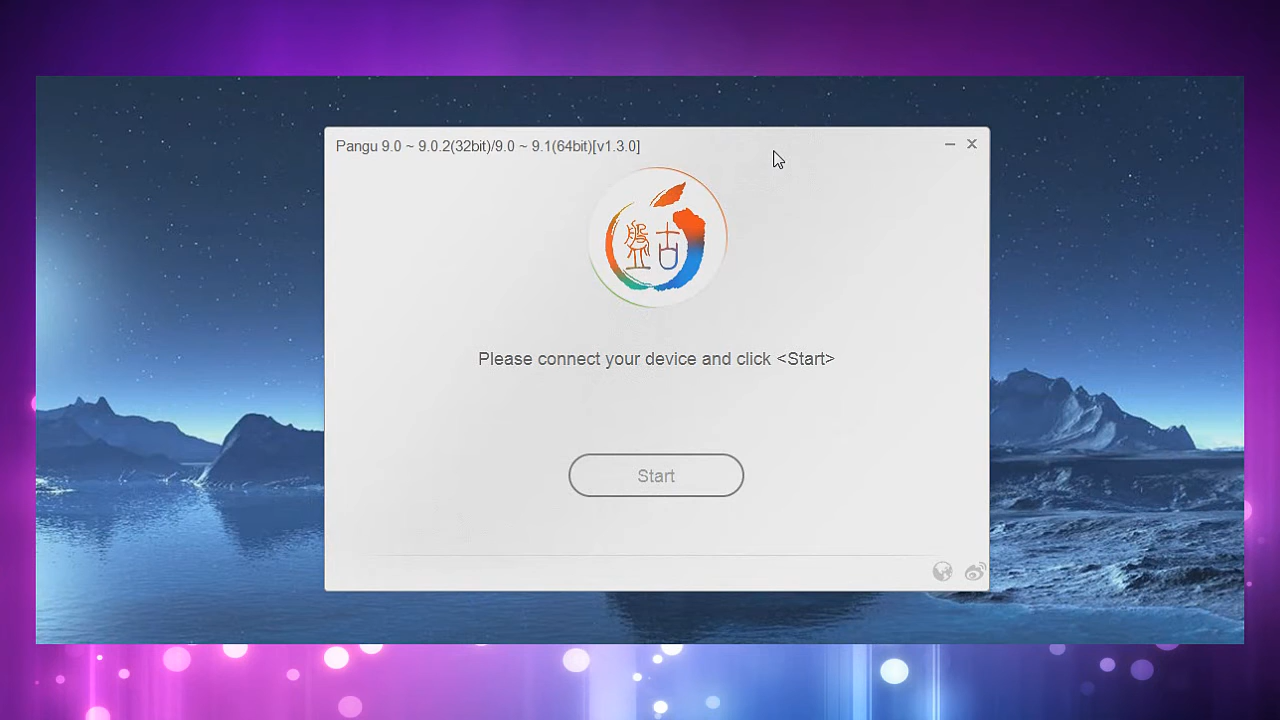 Pangu 9.0 ~ 9.0.2(32bit)/9.0 ~ 9.1(64bit)[v1.3.0]
盤古
Please connect your device and click <Start>
Start